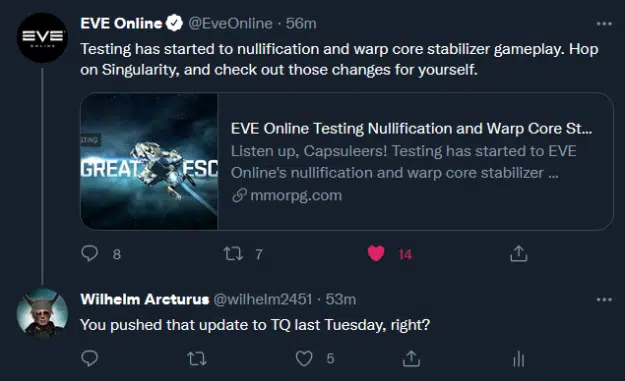 EVE Online @EveOnline · 56m
Testing has started to nullification and warp core stabilizer gameplay. Hop
on Singularity, and check out those changes for yourself.
EVE
ONLINE
STING
GREAT ESC
EVE Online Testing Nullification and Warp Core St...
Listen up, Capsuleers! Testing has started to EVE
Online's nullification and warp core stabilizer ...
mmorpg.com
8 7 14
Wilhelm Arcturus @wilhelm2451 · 53m
You pushed that update to TQ last Tuesday, right?
5